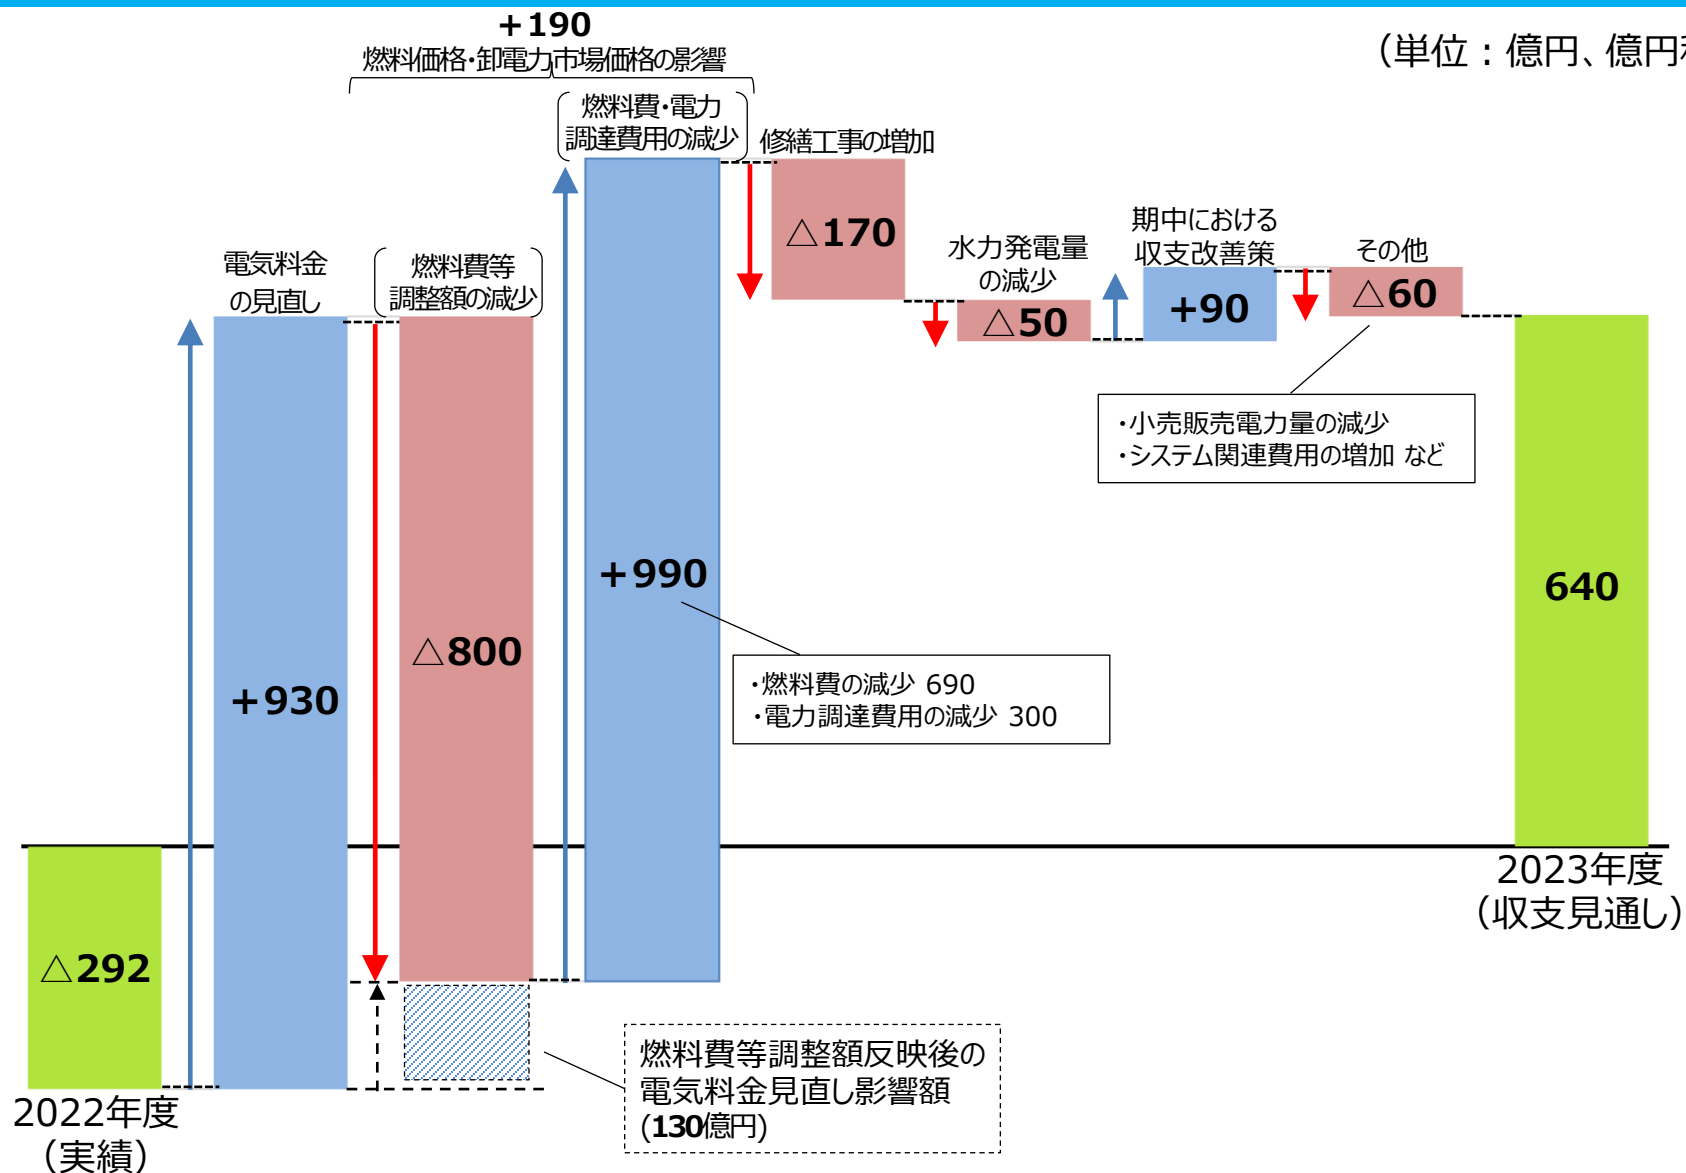 +190
燃料価格・卸電力市場価格の影響
(単位：億円、億円程
燃料費・電力
調達費用の減少
修繕工事の増加
△170
電気料金
の見直し
燃料費等
調整額の減少
水力発電量
の減少
△50
期中における
収支改善策
+90
その他
△60
・小売販売電力量の減少
・システム関連費用の増加 など
+930
△800
+990
・燃料費の減少 690
・電力調達費用の減少 300
640
△292
2023年度
(収支見通し)
燃料費等調整額反映後の
電気料金見直し影響額
(130億円)
2022年度
(実績)